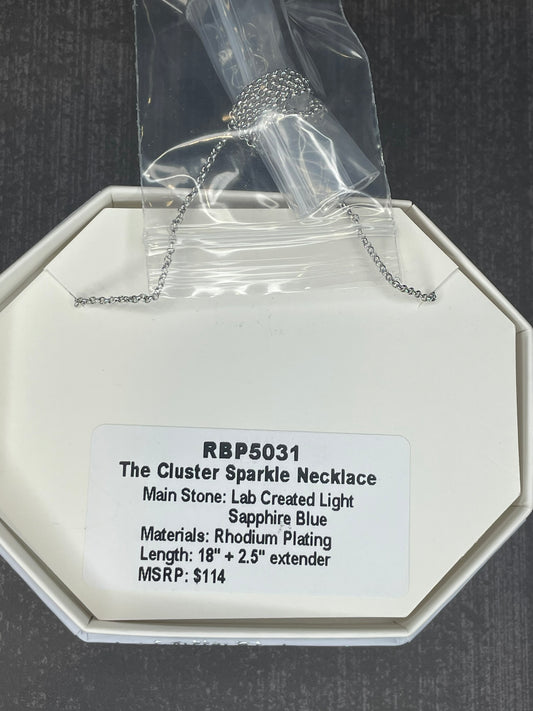 RBP5031
The Cluster Sparkle Necklace
Main Stone: Lab Created Light
Sapphire Blue
Materials: Rhodium Plating
Length: 18" + 2.5" extender
MSRP: $114